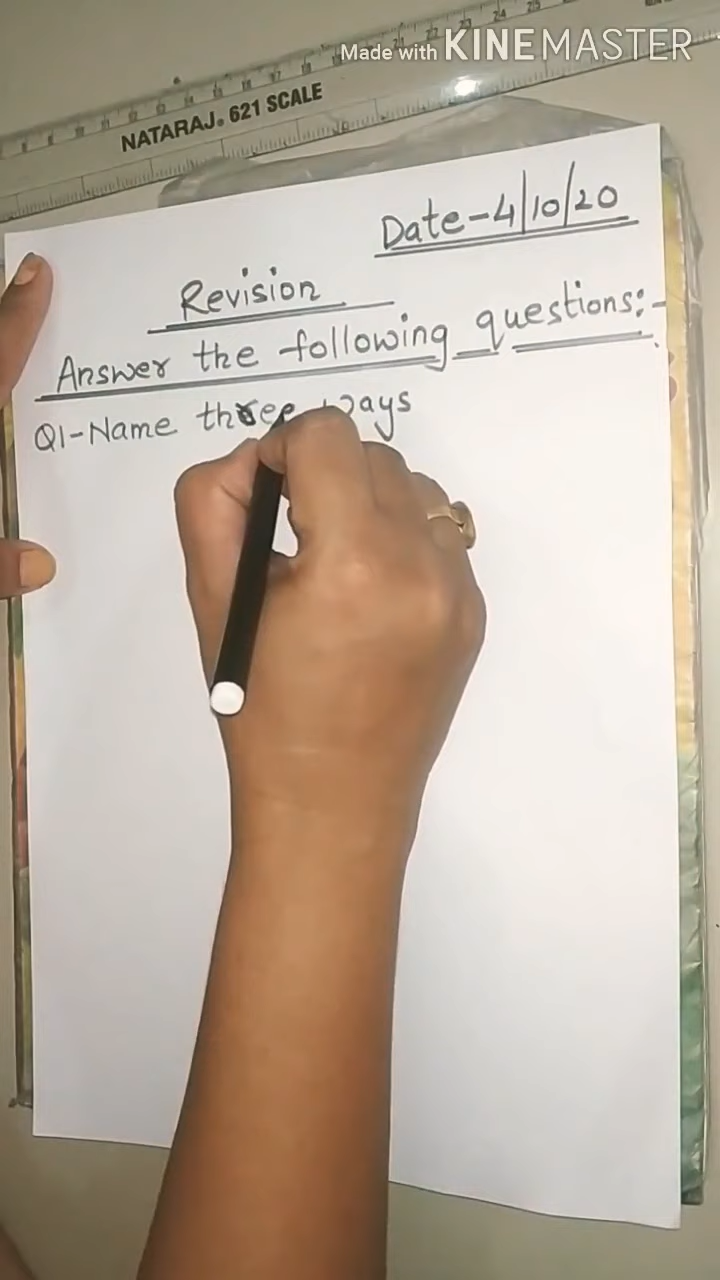 Made with KINEMASTER
NATARAJ. 621 SCALE
Date-4/10/20
Revision
Answer the following questions:-
Q1-Name three ways